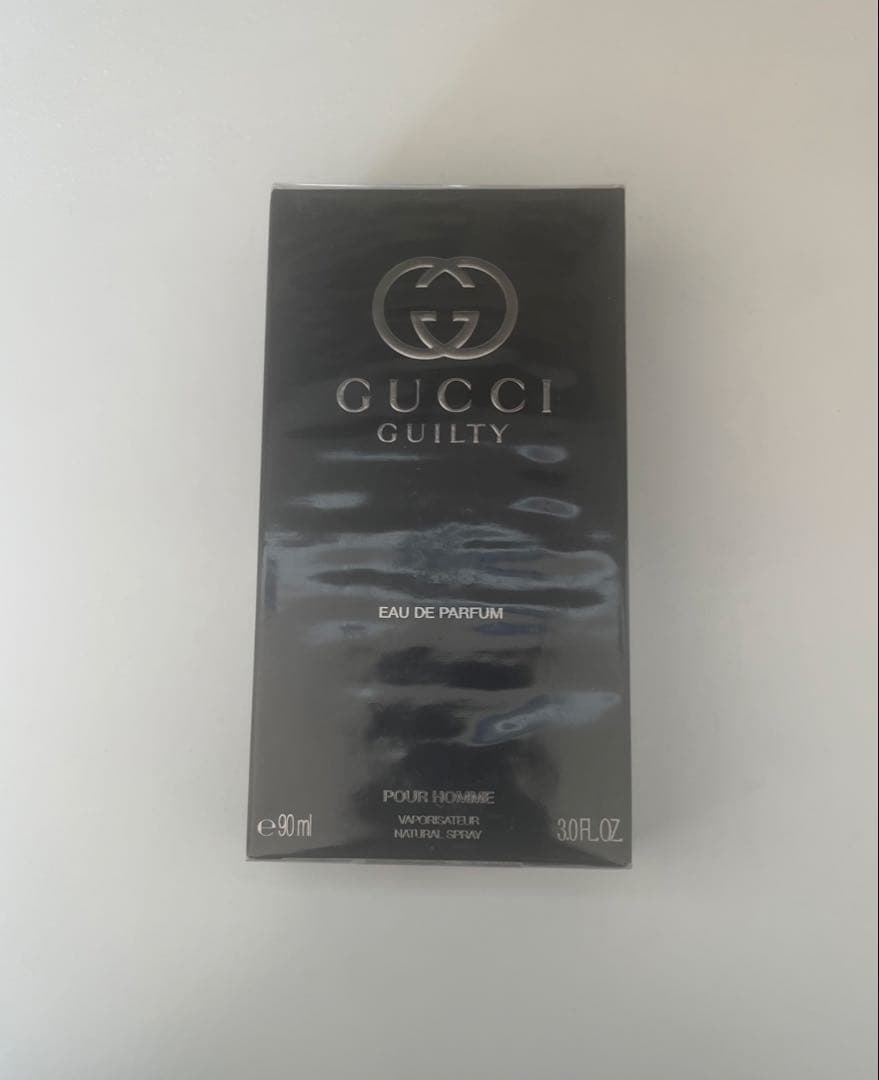 GUCCI
GUILTY
EAU DE PARFUM
POUR HOMME
VAPORISATEUR
NATURAL SPRAY
℮ 90 ml
3.0 FL.OZ.